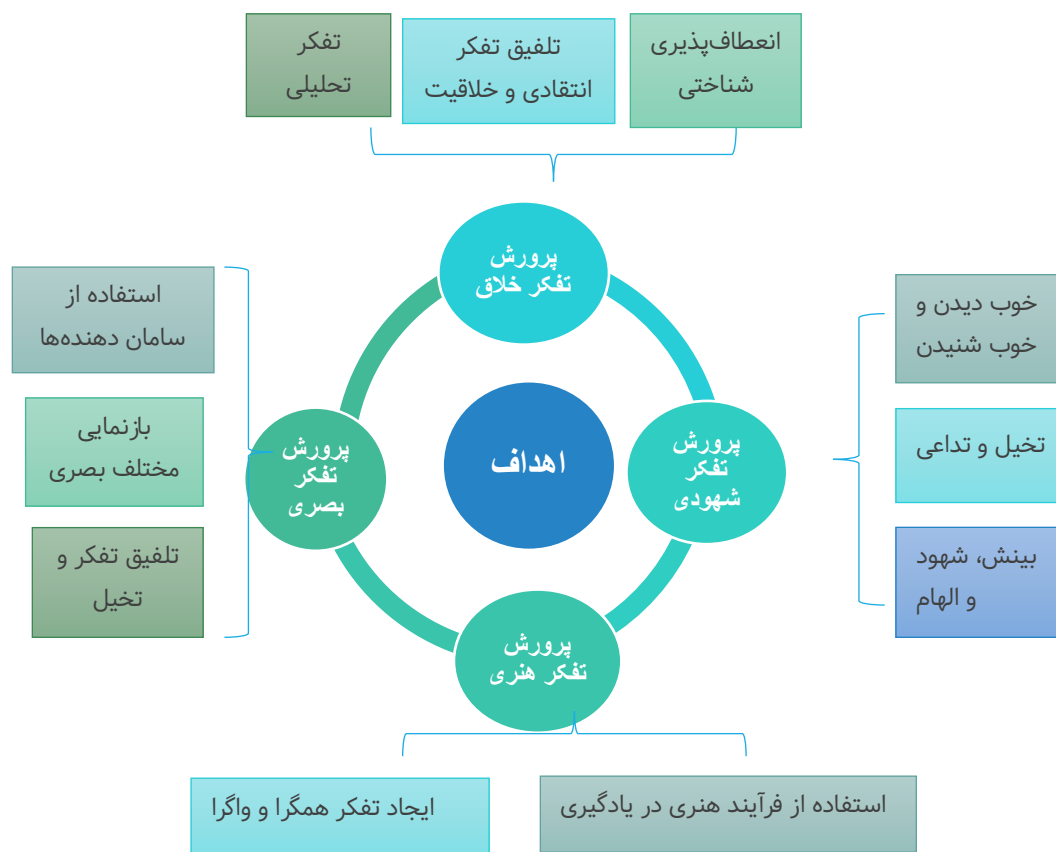 انعطاف‌پذیری
شناختی
تلفیق تفکر
انتقادی و خلاقیت
تفکر
تحلیلی
پرورش
تفکر خلاق
خوب دیدن و
خوب شنیدن
تخیل و تداعی
بینش، شهود
و الهام
پرورش
تفکر
شهودی
اهداف
پرورش
تفکر
بصری
استفاده از
سامان دهنده‌ها
بازنمایی
مختلف بصری
تلفیق تفکر و
تخیل
پرورش
تفکر هنری
استفاده از فرآیند هنری در یادگیری
ایجاد تفکر همگرا و واگرا